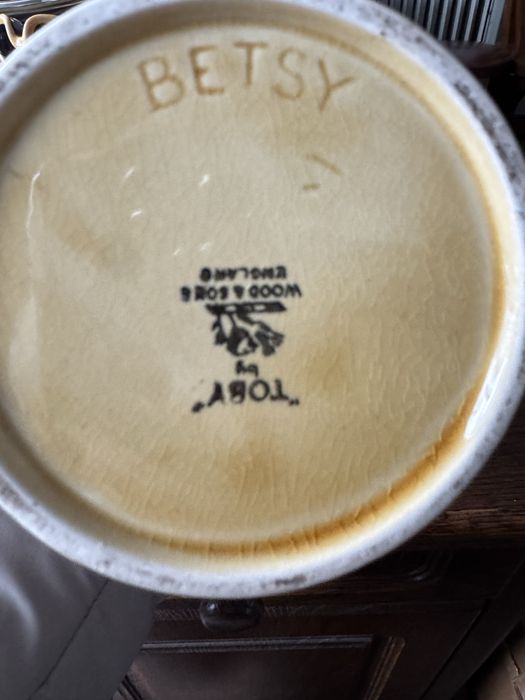 BETSY
"TOBY"
by
WOOD & SONS
ENGLAND